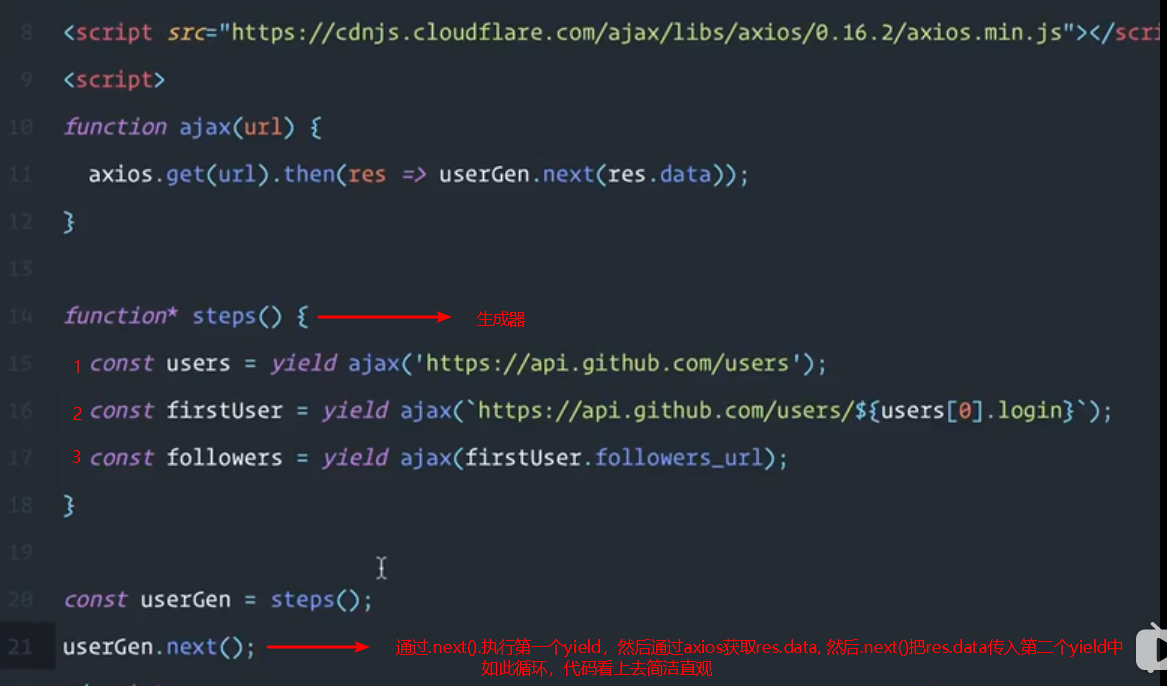 8 <script src="https://cdnjs.cloudflare.com/ajax/libs/axios/0.16.2/axios.min.js"></scri
9 <script>
10 function ajax(url) {
11 axios.get(url).then(res => userGen.next(res.data));
12 }
13
14 function* steps() { 生成器
15 1 const users = yield ajax('https://api.github.com/users');
16 2 const firstUser = yield ajax(`https://api.github.com/users/${users[0].login}`);
17 3 const followers = yield ajax(firstUser.followers_url);
18 }
19
20 const userGen = steps();
21 userGen.next(); 通过.next().执行第一个yield，然后通过axios获取res.data, 然后.next()把res.data传入第二个yield中
如此循环，代码看上去简洁直观